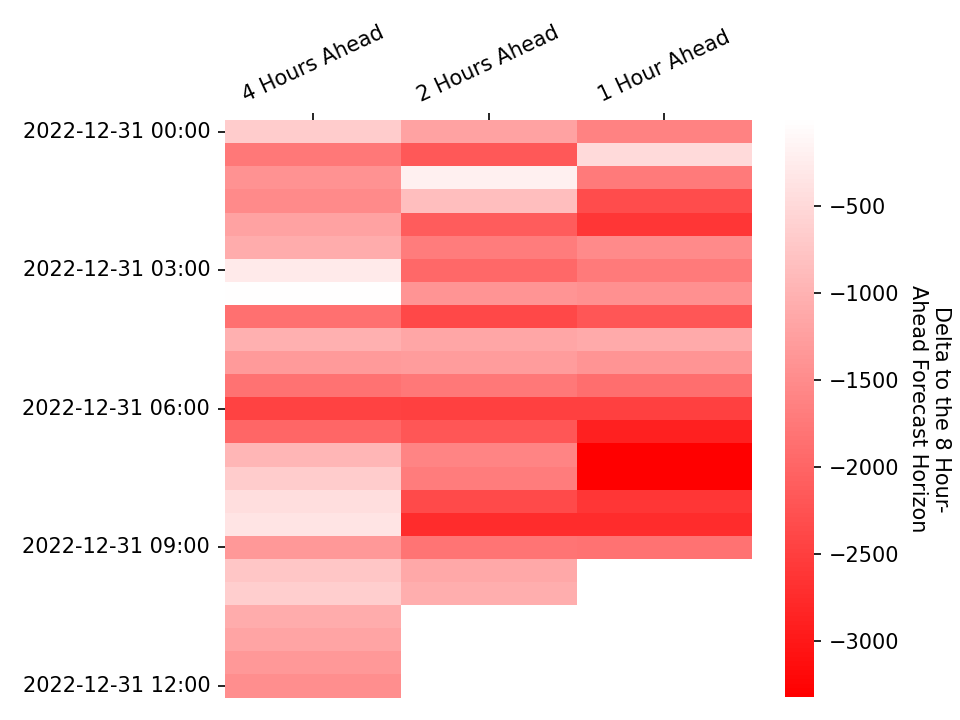 4 Hours Ahead
2 Hours Ahead
1 Hour Ahead
2022-12-31 00:00
2022-12-31 03:00
2022-12-31 06:00
2022-12-31 09:00
2022-12-31 12:00
−500
−1000
−1500
−2000
−2500
−3000
Delta to the 8 Hour-
Ahead Forecast Horizon